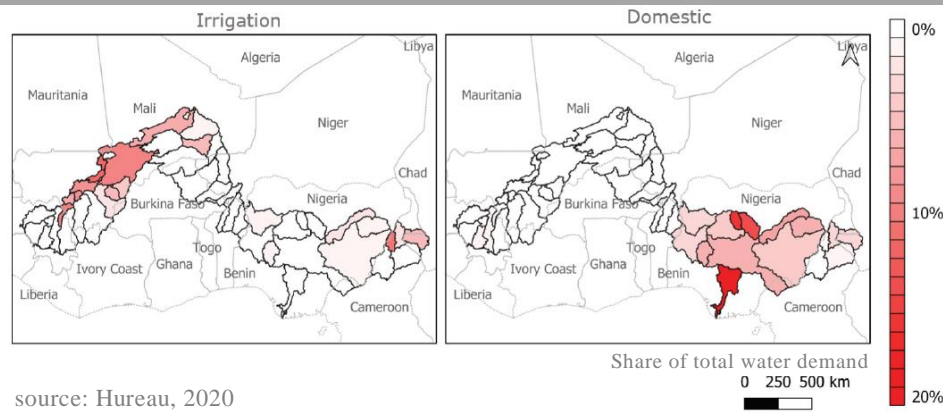 Irrigation
Algeria
Libya
Mauritania
Mali
Niger
Chad
Nigeria
Burkina Faso
Togo
Benin
Ghana
Ivory Coast
Liberia
Cameroon
Domestic
Algeria
Libya
Mauritania
Mali
Niger
Chad
Nigeria
Burkina Faso
Togo
Benin
Ghana
Ivory Coast
Liberia
Cameroon
0%
10%
20%
Share of total water demand
0 250 500 km
source: Hureau, 2020